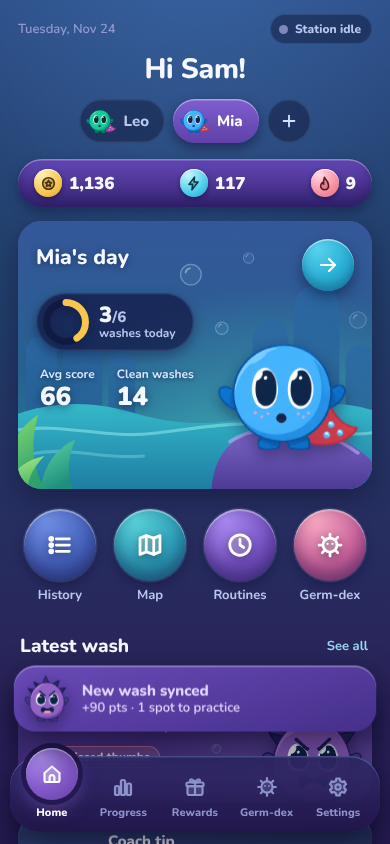 Tuesday, Nov 24
Station idle
Hi Sam!
Leo
Mia
+
1,136
117
9
Mia's day
3/6
washes today
Avg score
Clean washes
66
14
History
Map
Routines
Germ-dex
Latest wash
See all
New wash synced
+90 pts · 1 spot to practice
thumbs
Home
Progress
Rewards
Germ-dex
Settings
Coach tip